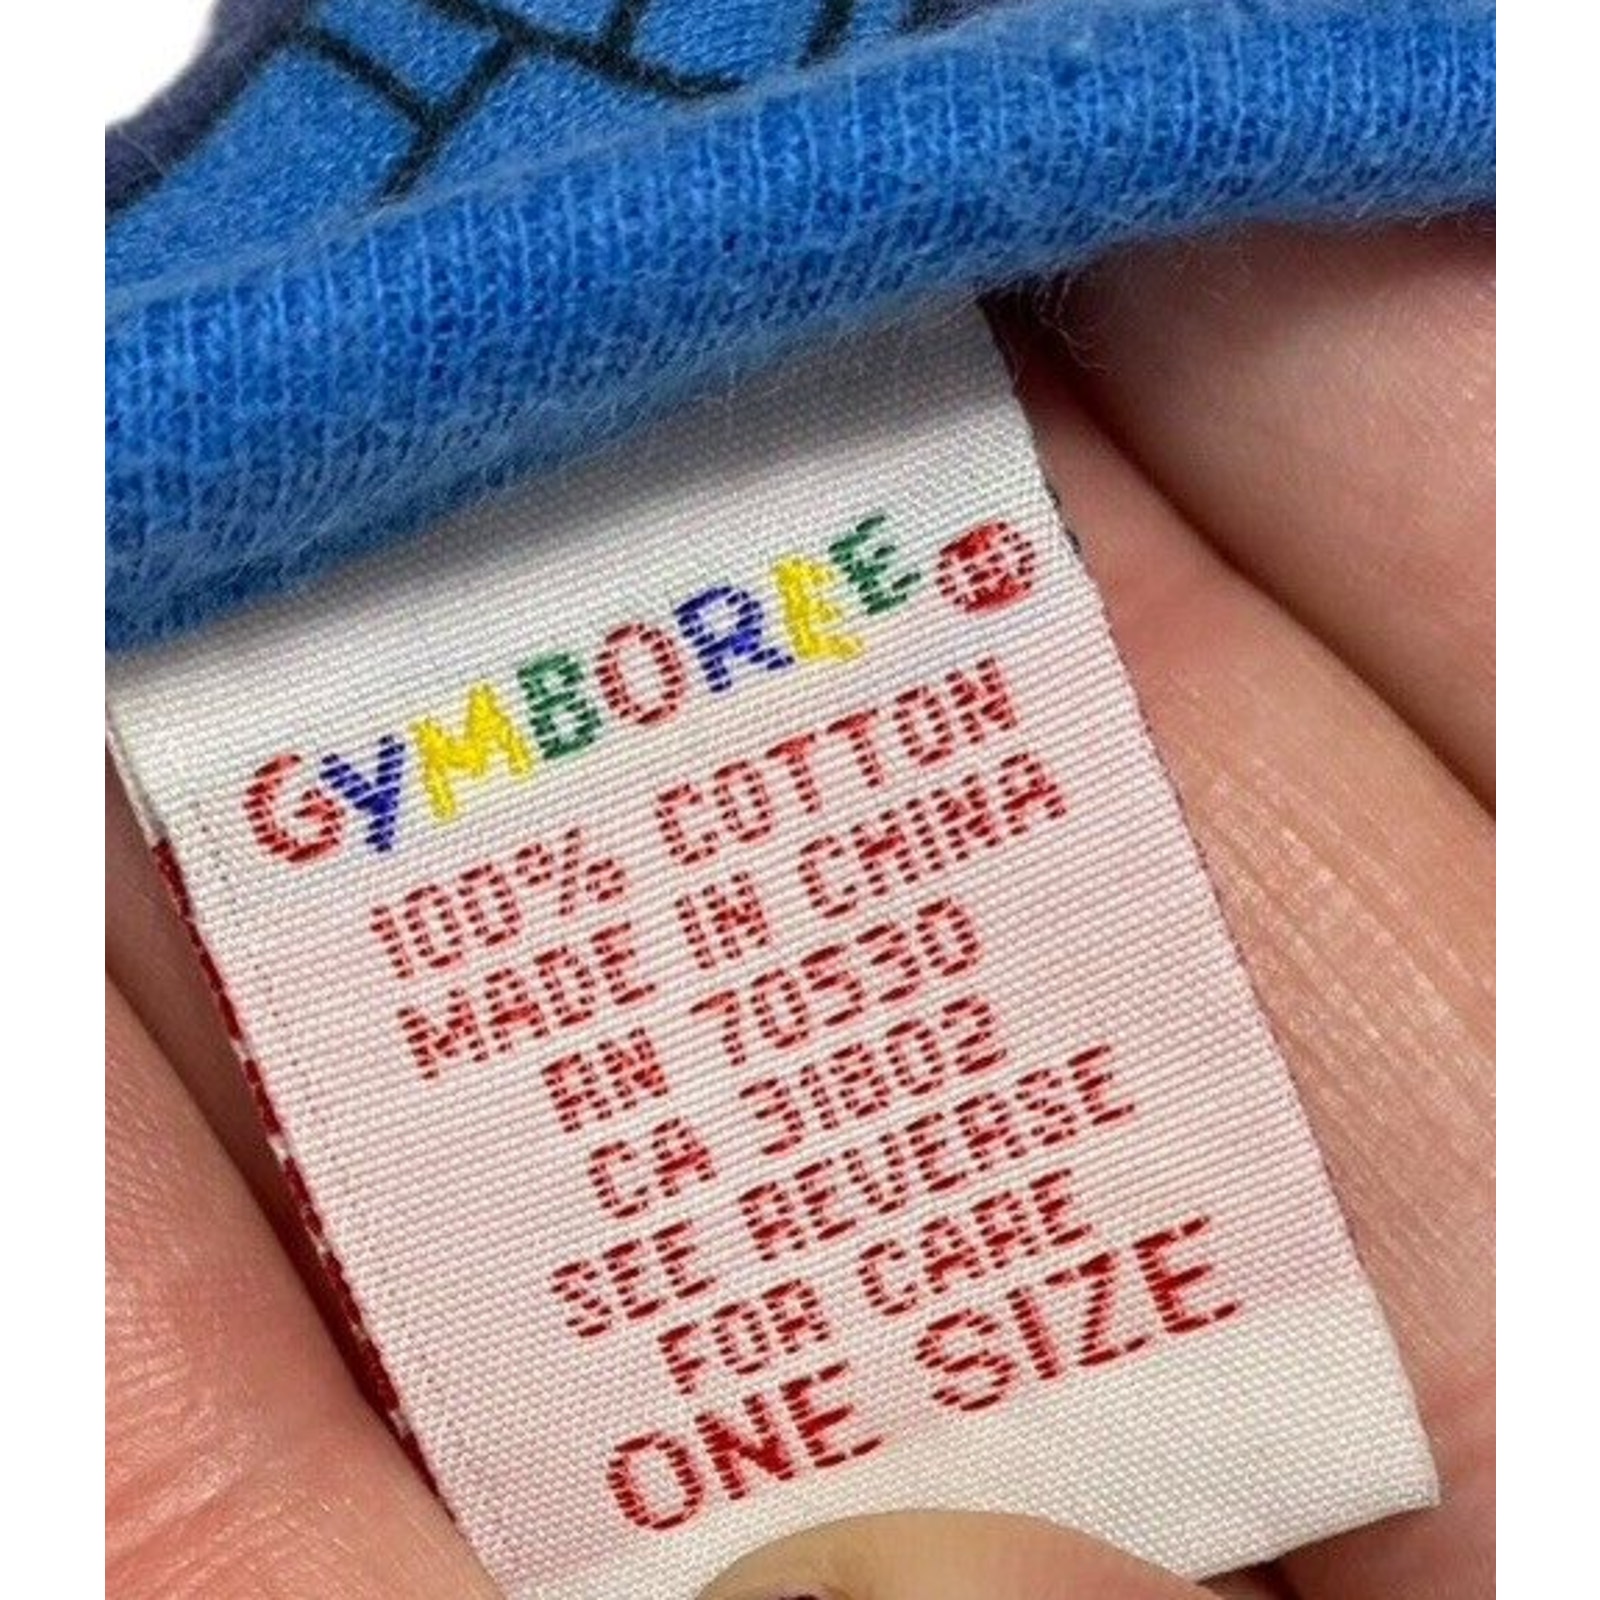 GYMBOREE ®
100% COTTON
MADE IN CHINA
RN 70530
CA 31802
SEE REVERSE
FOR CARE
ONE SIZE